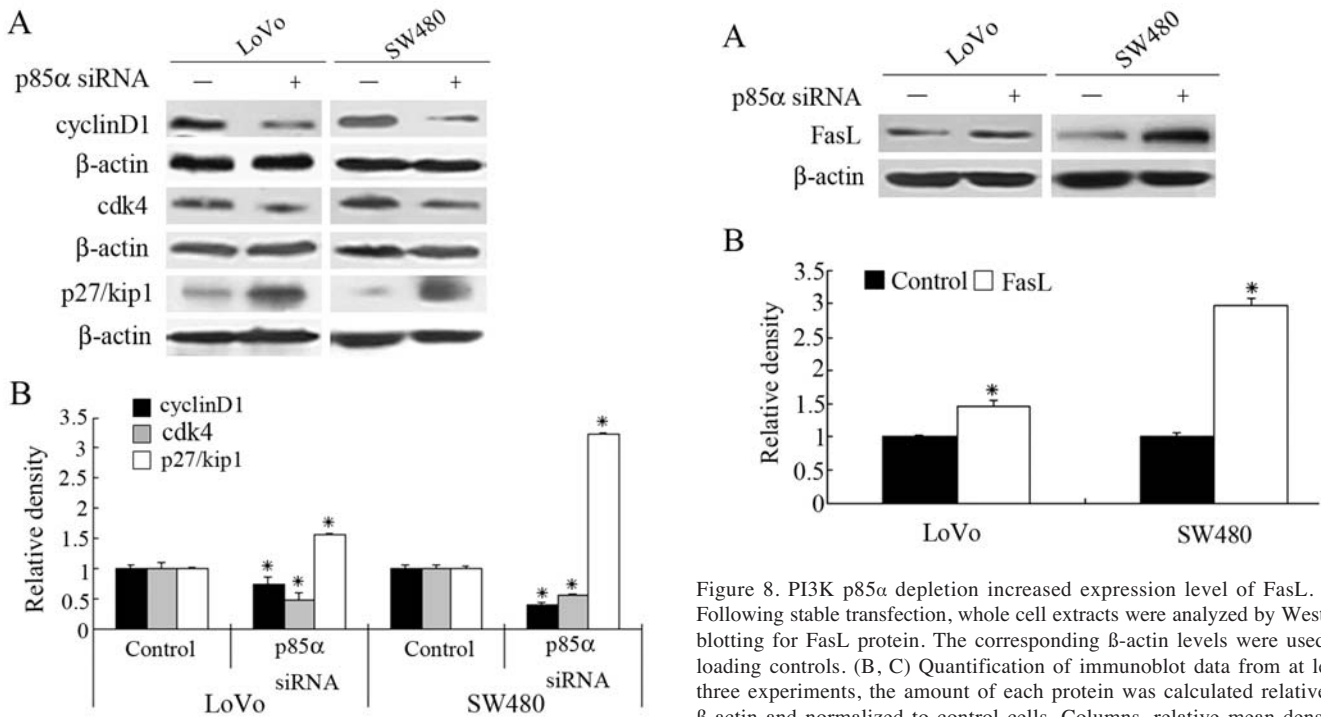 A
LoVo SW480
p85α siRNA — + — +
cyclinD1
β-actin
cdk4
β-actin
p27/kip1
β-actin
B
Relative density
3.5
3
2.5
2
1.5
1
0.5
0
cyclinD1
cdk4
p27/kip1
* * * * * *
Control p85α siRNA Control p85α siRNA
LoVo SW480
A
LoVo SW480
p85α siRNA — + — +
FasL
β-actin
B
Relative density
3.5
3
2.5
2
1.5
1
0.5
0
Control FasL
* *
LoVo SW480
Figure 8. PI3K p85α depletion increased expression level of FasL.
Following stable transfection, whole cell extracts were analyzed by West
blotting for FasL protein. The corresponding ß-actin levels were used
loading controls. (B, C) Quantification of immunoblot data from at le
three experiments, the amount of each protein was calculated relative